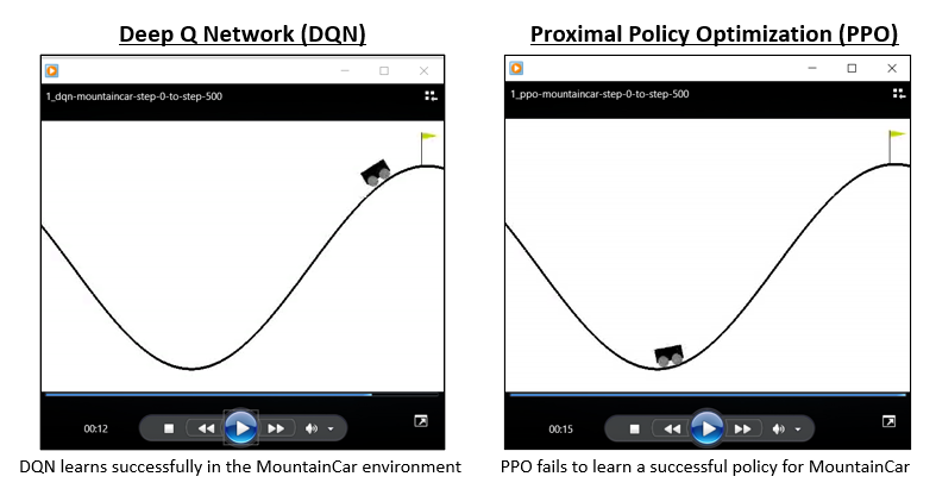 Deep Q Network (DQN)
Proximal Policy Optimization (PPO)
1_dqn-mountaincar-step-0-to-step-500
1_ppo-mountaincar-step-0-to-step-500
00:12
00:15
DQN learns successfully in the MountainCar environment
PPO fails to learn a successful policy for MountainCar